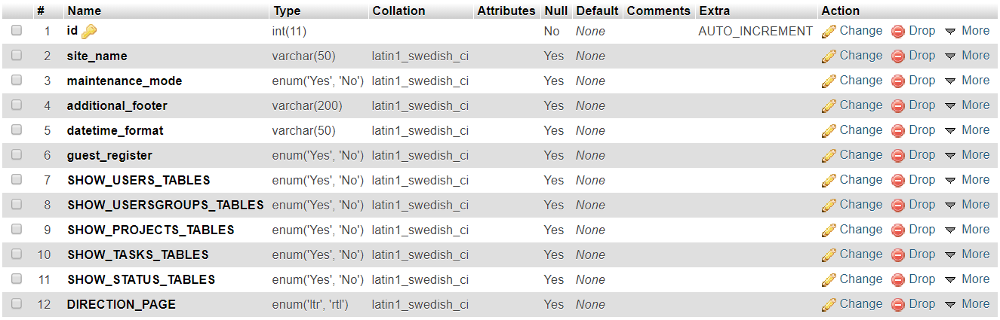 # Name Type Collation Attributes Null Default Comments Extra Action
1 id int(11) No None AUTO_INCREMENT Change Drop More
2 site_name varchar(50) latin1_swedish_ci Yes None Change Drop More
3 maintenance_mode enum('Yes', 'No') latin1_swedish_ci Yes None Change Drop More
4 additional_footer varchar(200) latin1_swedish_ci Yes None Change Drop More
5 datetime_format varchar(50) latin1_swedish_ci Yes None Change Drop More
6 guest_register enum('Yes', 'No') latin1_swedish_ci Yes None Change Drop More
7 SHOW_USERS_TABLES enum('Yes', 'No') latin1_swedish_ci Yes None Change Drop More
8 SHOW_USERSGROUPS_TABLES enum('Yes', 'No') latin1_swedish_ci Yes None Change Drop More
9 SHOW_PROJECTS_TABLES enum('Yes', 'No') latin1_swedish_ci Yes None Change Drop More
10 SHOW_TASKS_TABLES enum('Yes', 'No') latin1_swedish_ci Yes None Change Drop More
11 SHOW_STATUS_TABLES enum('Yes', 'No') latin1_swedish_ci Yes None Change Drop More
12 DIRECTION_PAGE enum('ltr', 'rtl') latin1_swedish_ci Yes None Change Drop More